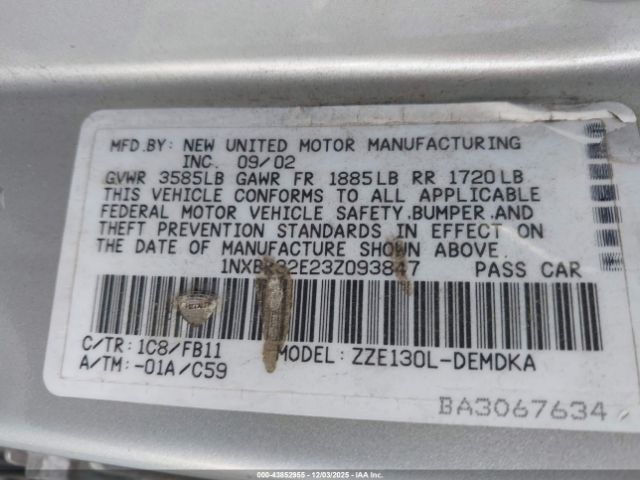 MFD.BY: NEW UNITED MOTOR MANUFACTURING
INC. 09/02
GVWR 3585LB GAWR FR 1885LB RR 1720LB
THIS VEHICLE CONFORMS TO ALL APPLICABLE
FEDERAL MOTOR VEHICLE SAFETY.BUMPER.AND
THEFT PREVENTION STANDARDS IN EFFECT ON
THE DATE OF MANUFACTURE SHOWN ABOVE.
PASS CAR
C/TR: 1C8/FB11 MODEL: ZZE130L-DEMDKA
A/TM: -01A/C59
BA3067634
000-43852955 - 12/03/2025 - IAA Inc.